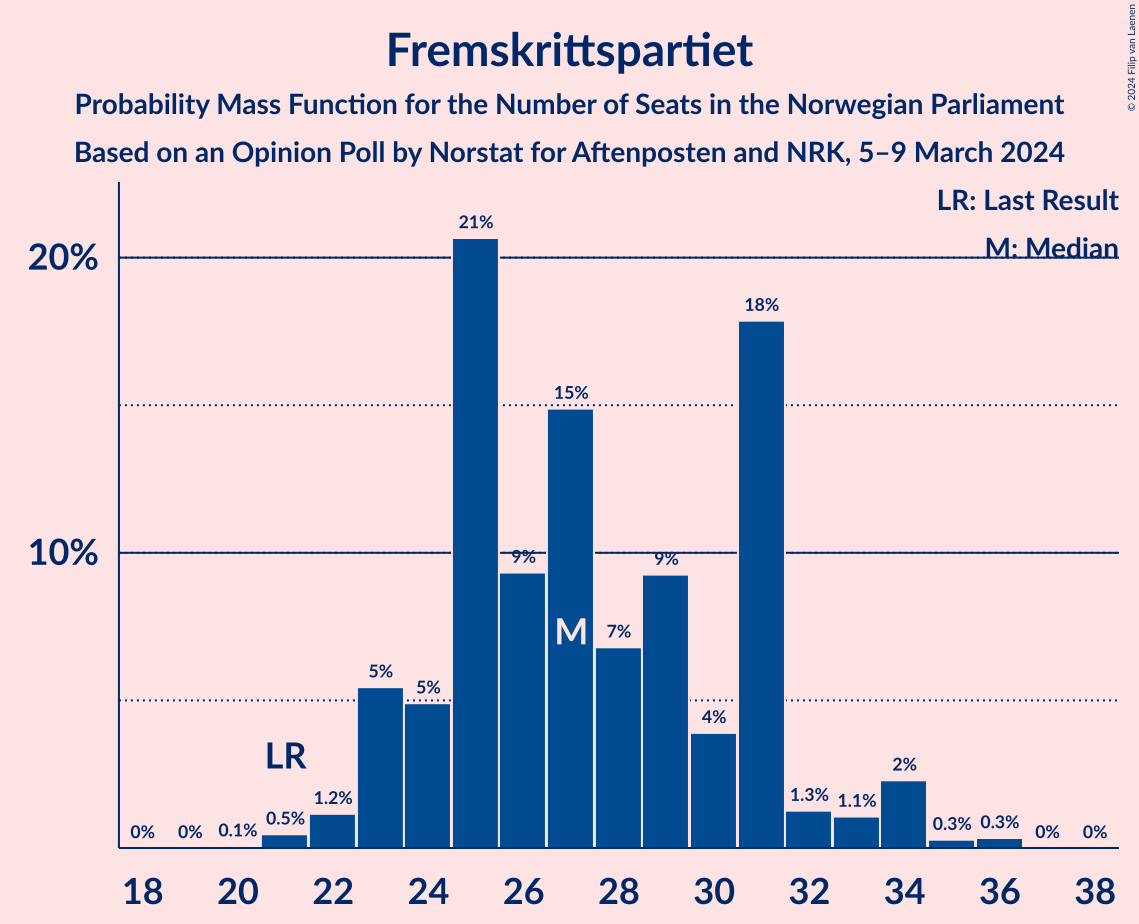 Fremskrittspartiet
Probability Mass Function for the Number of Seats in the Norwegian Parliament
Based on an Opinion Poll by Norstat for Aftenposten and NRK, 5–9 March 2024
© 2024 Filip van Laenen
LR: Last Result
M: Median
20%
10%
0%
0%
0.1%
0.5%
1.2%
5%
5%
21%
9%
15%
7%
9%
4%
18%
1.3%
1.1%
2%
0.3%
0.3%
0%
0%
LR
M
18 20 22 24 26 28 30 32 34 36 38